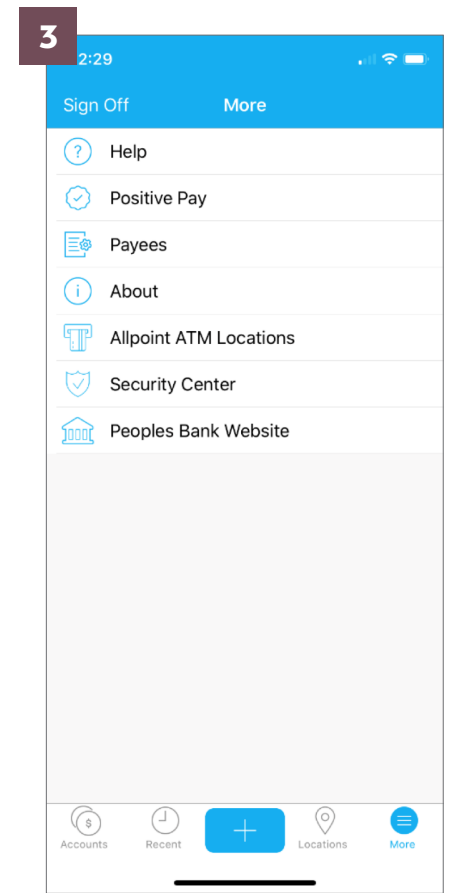 3
2:29
Sign Off More
Help
Positive Pay
Payees
About
Allpoint ATM Locations
Security Center
Peoples Bank Website
Accounts Recent Locations More